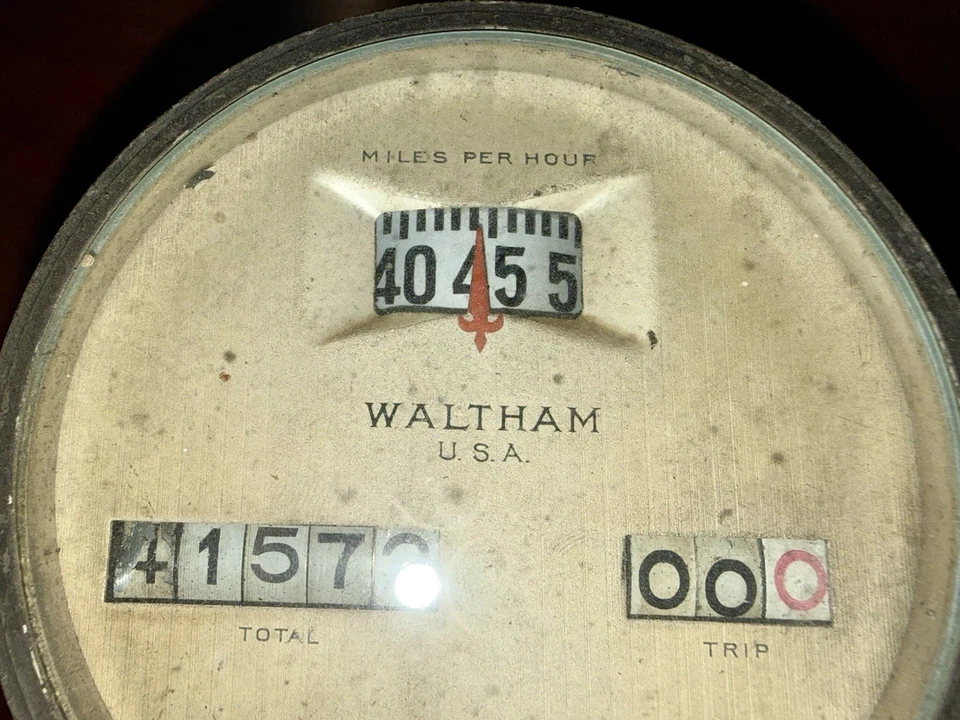 MILES PER HOUR
40 45 5
WALTHAM
U.S.A.
4157
000
TOTAL
TRIP